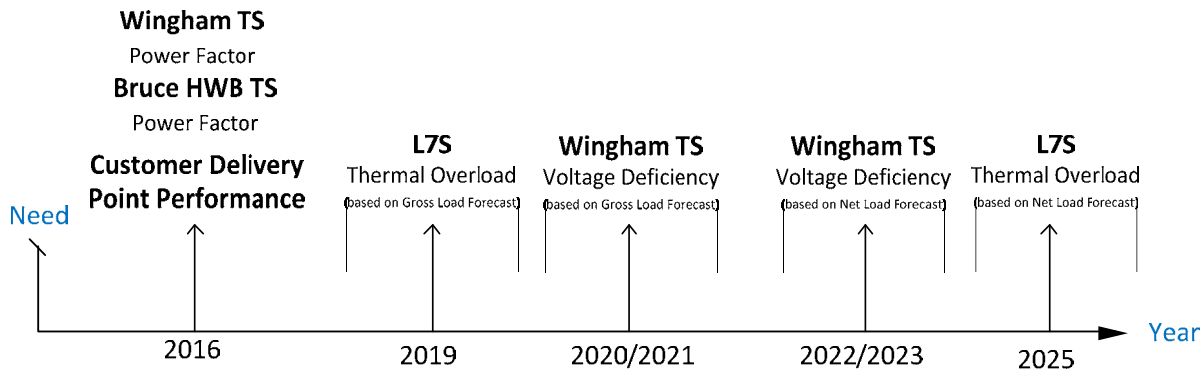 Wingham TS
Power Factor
Bruce HWB TS
Power Factor
Customer Delivery
Point Performance
L7S
Thermal Overload
(based on Gross Load Forecast)
Wingham TS
Voltage Deficiency
(based on Gross Load Forecast)
Wingham TS
Voltage Deficiency
(based on Net Load Forecast)
L7S
Thermal Overload
(based on Net Load Forecast)
Need
Year
2016
2019
2020/2021
2022/2023
2025